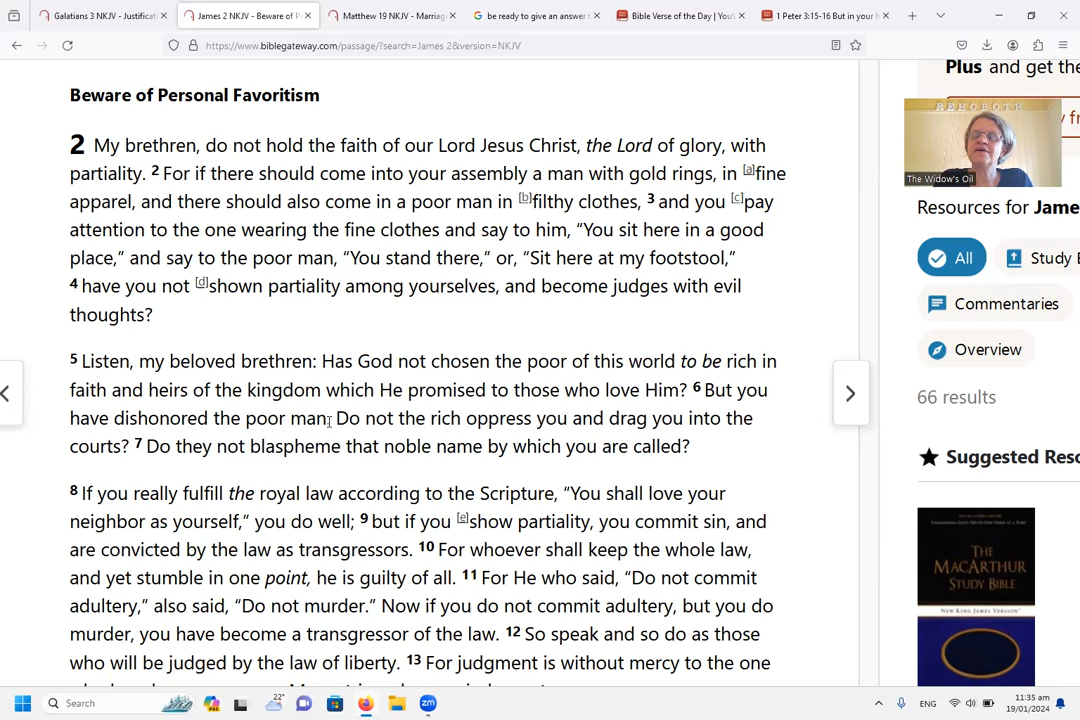 Galatians 3 NKJV - Justificat
James 2 NKJV - Beware of P
Matthew 19 NKJV - Marriag
be ready to give an answer t
Bible Verse of the Day | You
1 Peter 3:15-16 But in your h
https://www.biblegateway.com/passage/?search=James 2&version=NKJV
Beware of Personal Favoritism
2 My brethren, do not hold the faith of our Lord Jesus Christ, the Lord of glory, with
partiality. 2 For if there should come into your assembly a man with gold rings, in [a]fine
apparel, and there should also come in a poor man in [b]filthy clothes, 3 and you [c]pay
attention to the one wearing the fine clothes and say to him, “You sit here in a good
place,” and say to the poor man, “You stand there,” or, “Sit here at my footstool,”
4 have you not [d]shown partiality among yourselves, and become judges with evil
thoughts?
5 Listen, my beloved brethren: Has God not chosen the poor of this world to be rich in
faith and heirs of the kingdom which He promised to those who love Him? 6 But you
have dishonored the poor man. Do not the rich oppress you and drag you into the
courts? 7 Do they not blaspheme that noble name by which you are called?
8 If you really fulfill the royal law according to the Scripture, “You shall love your
neighbor as yourself,” you do well; 9 but if you [e]show partiality, you commit sin, and
are convicted by the law as transgressors. 10 For whoever shall keep the whole law,
and yet stumble in one point, he is guilty of all. 11 For He who said, “Do not commit
adultery,” also said, “Do not murder.” Now if you do not commit adultery, but you do
murder, you have become a transgressor of the law. 12 So speak and so do as those
who will be judged by the law of liberty. 13 For judgment is without mercy to the one
Plus and get the
REHOBOTH
The Widow's Oil
Resources for Jame
All
Study B
Commentaries
Overview
66 results
Suggested Reso
THE
MACARTHUR
STUDY BIBLE
NEW KING JAMES VERSION
Search
22°
ENG
11:35 am
19/01/2024